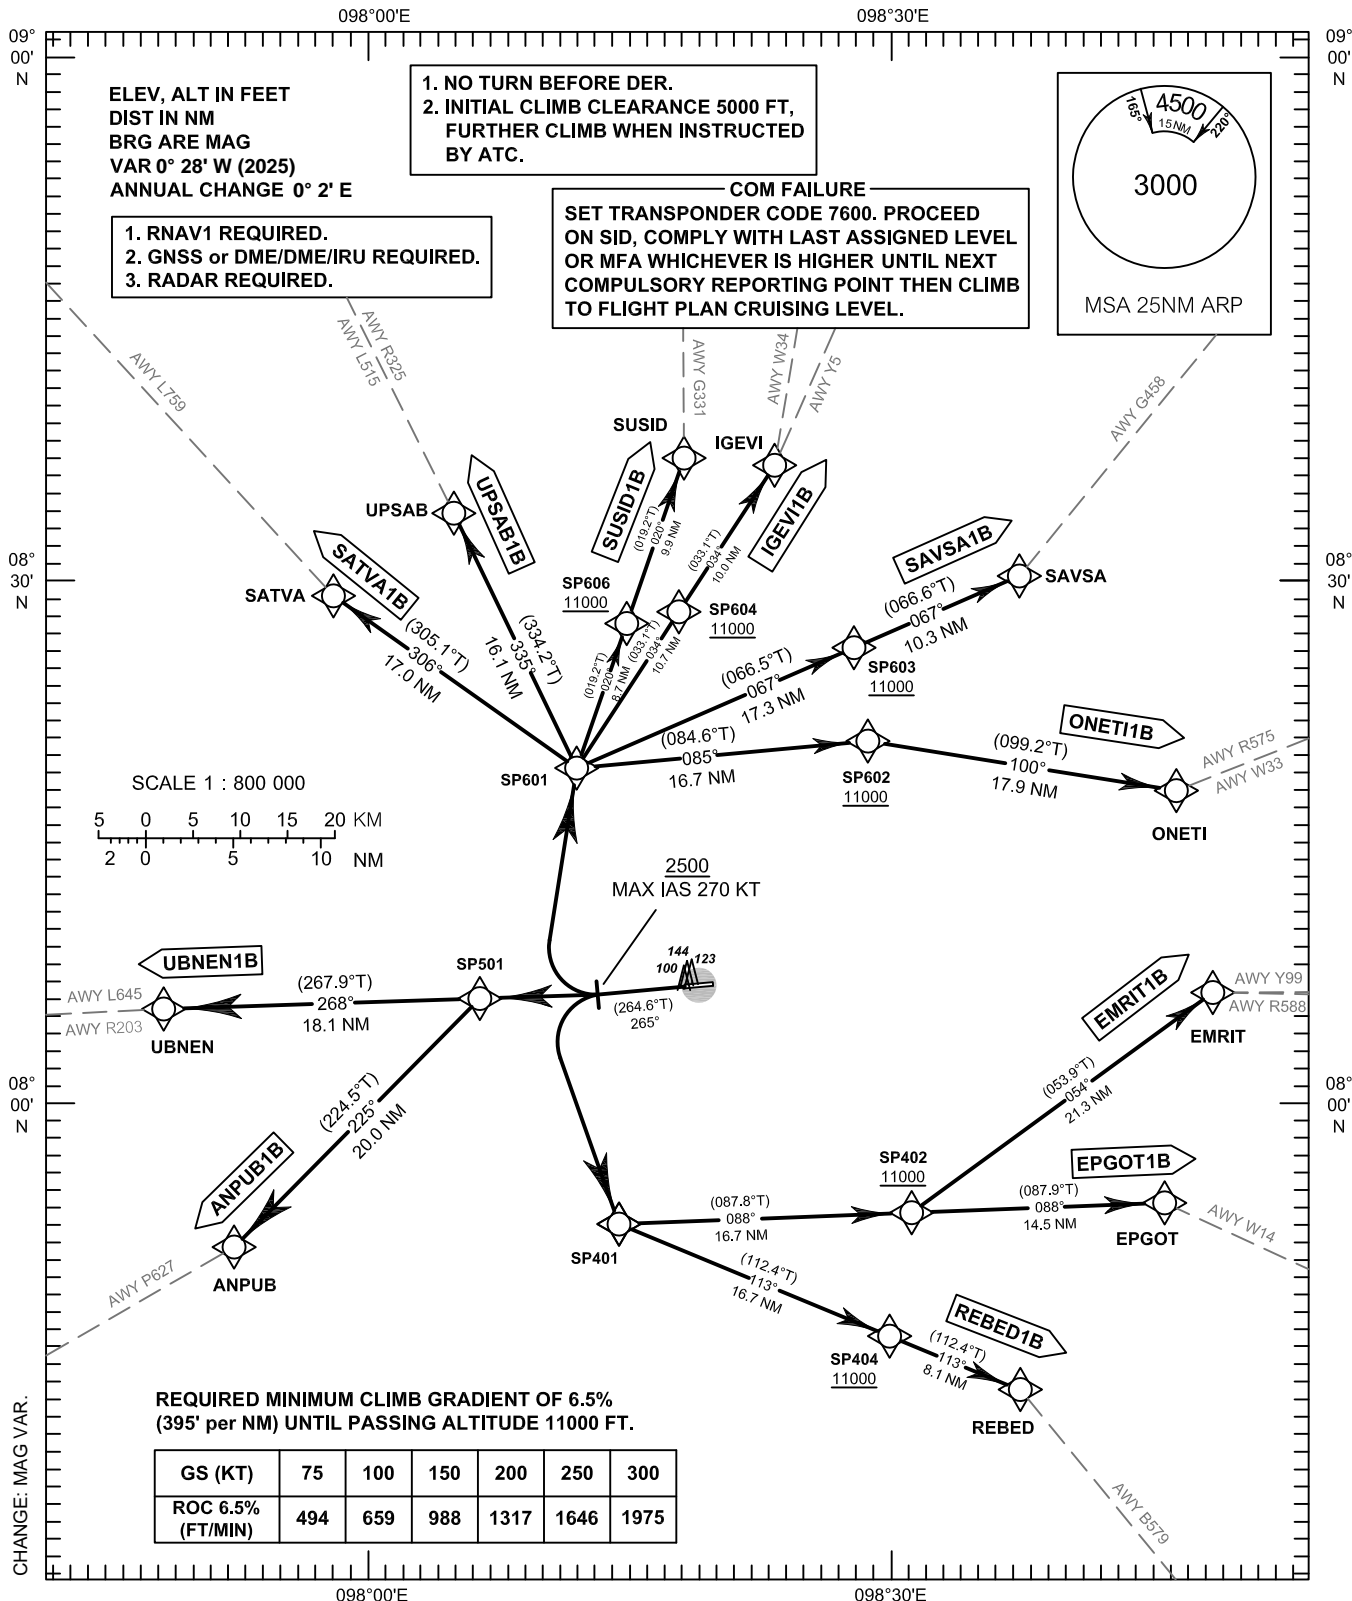 098°00'E
098°30'E
09°
00'
N
09°
00'
N
ELEV, ALT IN FEET
DIST IN NM
BRG ARE MAG
VAR 0° 28' W (2025)
ANNUAL CHANGE 0° 2' E
1. NO TURN BEFORE DER.
2. INITIAL CLIMB CLEARANCE 5000 FT,
FURTHER CLIMB WHEN INSTRUCTED
BY ATC.
165°
4500
15 NM
220°
3000
MSA 25NM ARP
COM FAILURE
SET TRANSPONDER CODE 7600. PROCEED
ON SID, COMPLY WITH LAST ASSIGNED LEVEL
OR MFA WHICHEVER IS HIGHER UNTIL NEXT
COMPULSORY REPORTING POINT THEN CLIMB
TO FLIGHT PLAN CRUISING LEVEL.
1. RNAV1 REQUIRED.
2. GNSS or DME/DME/IRU REQUIRED.
3. RADAR REQUIRED.
AWY L759
AWY R325
AWY L515
AWY G331
AWY W34
AWY Y5
AWY G458
SUSID
IGEVI
UPSAB
UPSAB1B
SUSID1B
IGEVI1B
SAVSA1B
SATVA
SATVA1B
SAVSA
08°
30'
N
08°
30'
N
(019.2°T)
020°
9.9 NM
(033.1°T)
034°
10.0 NM
SP606
11000
SP604
11000
(066.6°T)
067°
10.3 NM
SP603
11000
(305.1°T)
306°
17.0 NM
(334.2°T)
335°
16.1 NM
(019.2°T)
020°
8.7 NM
(033.1°T)
034°
10.7 NM
(066.5°T)
067°
17.3 NM
(084.6°T)
085°
16.7 NM
SP601
SP602
11000
ONETI1B
(099.2°T)
100°
17.9 NM
AWY R575
AWY W33
ONETI
SCALE 1 : 800 000
5 0 5 10 15 20 KM
2 0 5 10 NM
2500
MAX IAS 270 KT
144
100
123
(264.6°T)
265°
UBNEN1B
SP501
AWY L645
AWY R203
(267.9°T)
268°
18.1 NM
UBNEN
EMRIT1B
AWY Y99
AWY R588
EMRIT
08°
00'
N
08°
00'
N
(224.5°T)
225°
20.0 NM
(053.9°T)
054°
21.3 NM
ANPUB1B
SP402
11000
EPGOT1B
(087.8°T)
088°
16.7 NM
(087.9°T)
088°
14.5 NM
AWY W14
EPGOT
SP401
AWY P627
ANPUB
(112.4°T)
113°
16.7 NM
REBED1B
SP404
11000
(112.4°T)
113°
8.1 NM
REBED
AWY B579
REQUIRED MINIMUM CLIMB GRADIENT OF 6.5%
(395' per NM) UNTIL PASSING ALTITUDE 11000 FT.
GS (KT) 75 100 150 200 250 300
ROC 6.5%
(FT/MIN) 494 659 988 1317 1646 1975
CHANGE: MAG VAR.
098°00'E
098°30'E